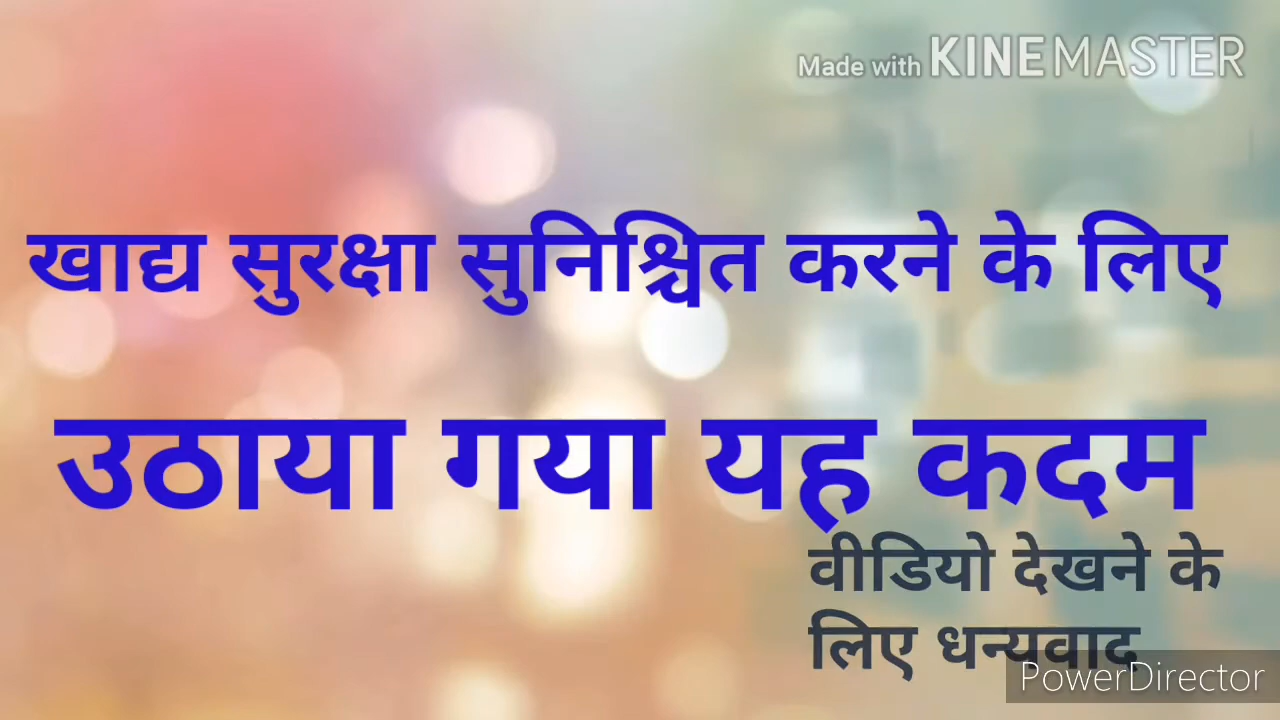 Made with KINEMASTER
खाद्य सुरक्षा सुनिश्चित करने के लिए
उठाया गया यह कदम
वीडियो देखने के
लिए धन्यवाद
PowerDirector